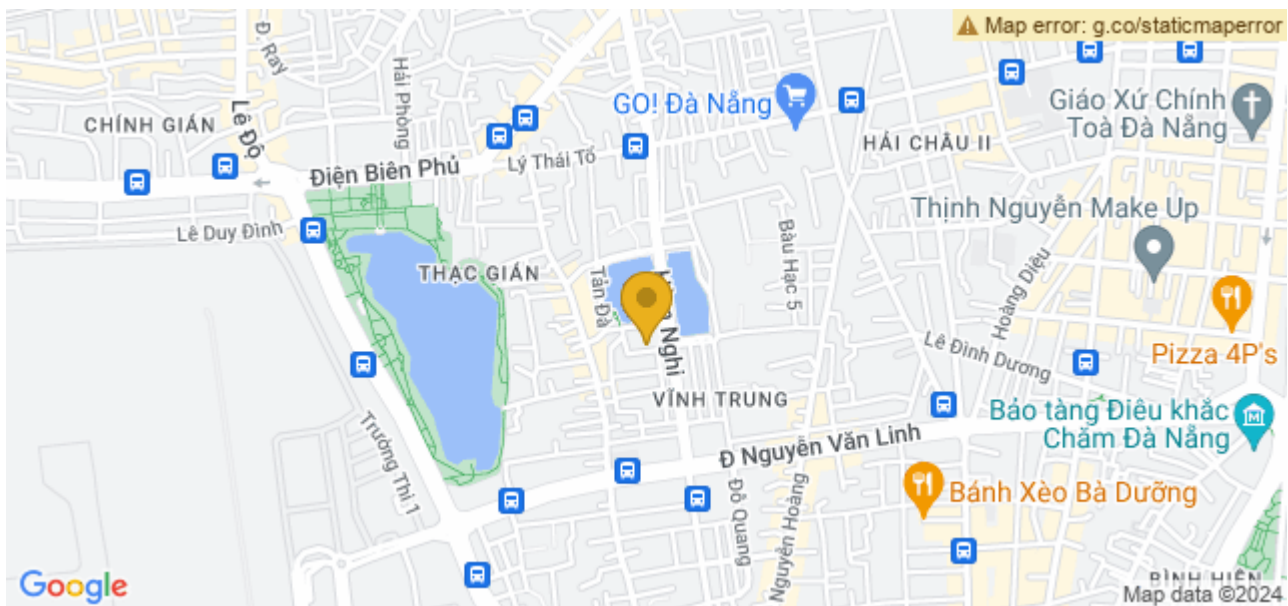 Map error: g.co/staticmaperror
Đ. Ray
Hải Phòng
Lê Độ
CHÍNH GIÁN
GO! Đà Nẵng
Giáo Xứ Chính
Toà Đà Nẵng
HẢI CHÂU II
Lý Thái Tổ
Điện Biên Phủ
Thịnh Nguyễn Make Up
Lê Duy Đình
Bàu Hạc 5
Hoàng Diệu
THẠC GIÁN
Tản Đà
Nghi
Lê Đình Dương
Pizza 4P's
VĨNH TRUNG
Bảo tàng Điêu khắc
Chăm Đà Nẵng
Trường Thi 1
Đ Nguyễn Văn Linh
Đỗ Quang
Nguyễn Hoàng
Bánh Xèo Bà Dưỡng
BÌNH HIÊN
Google
Map data ©2024